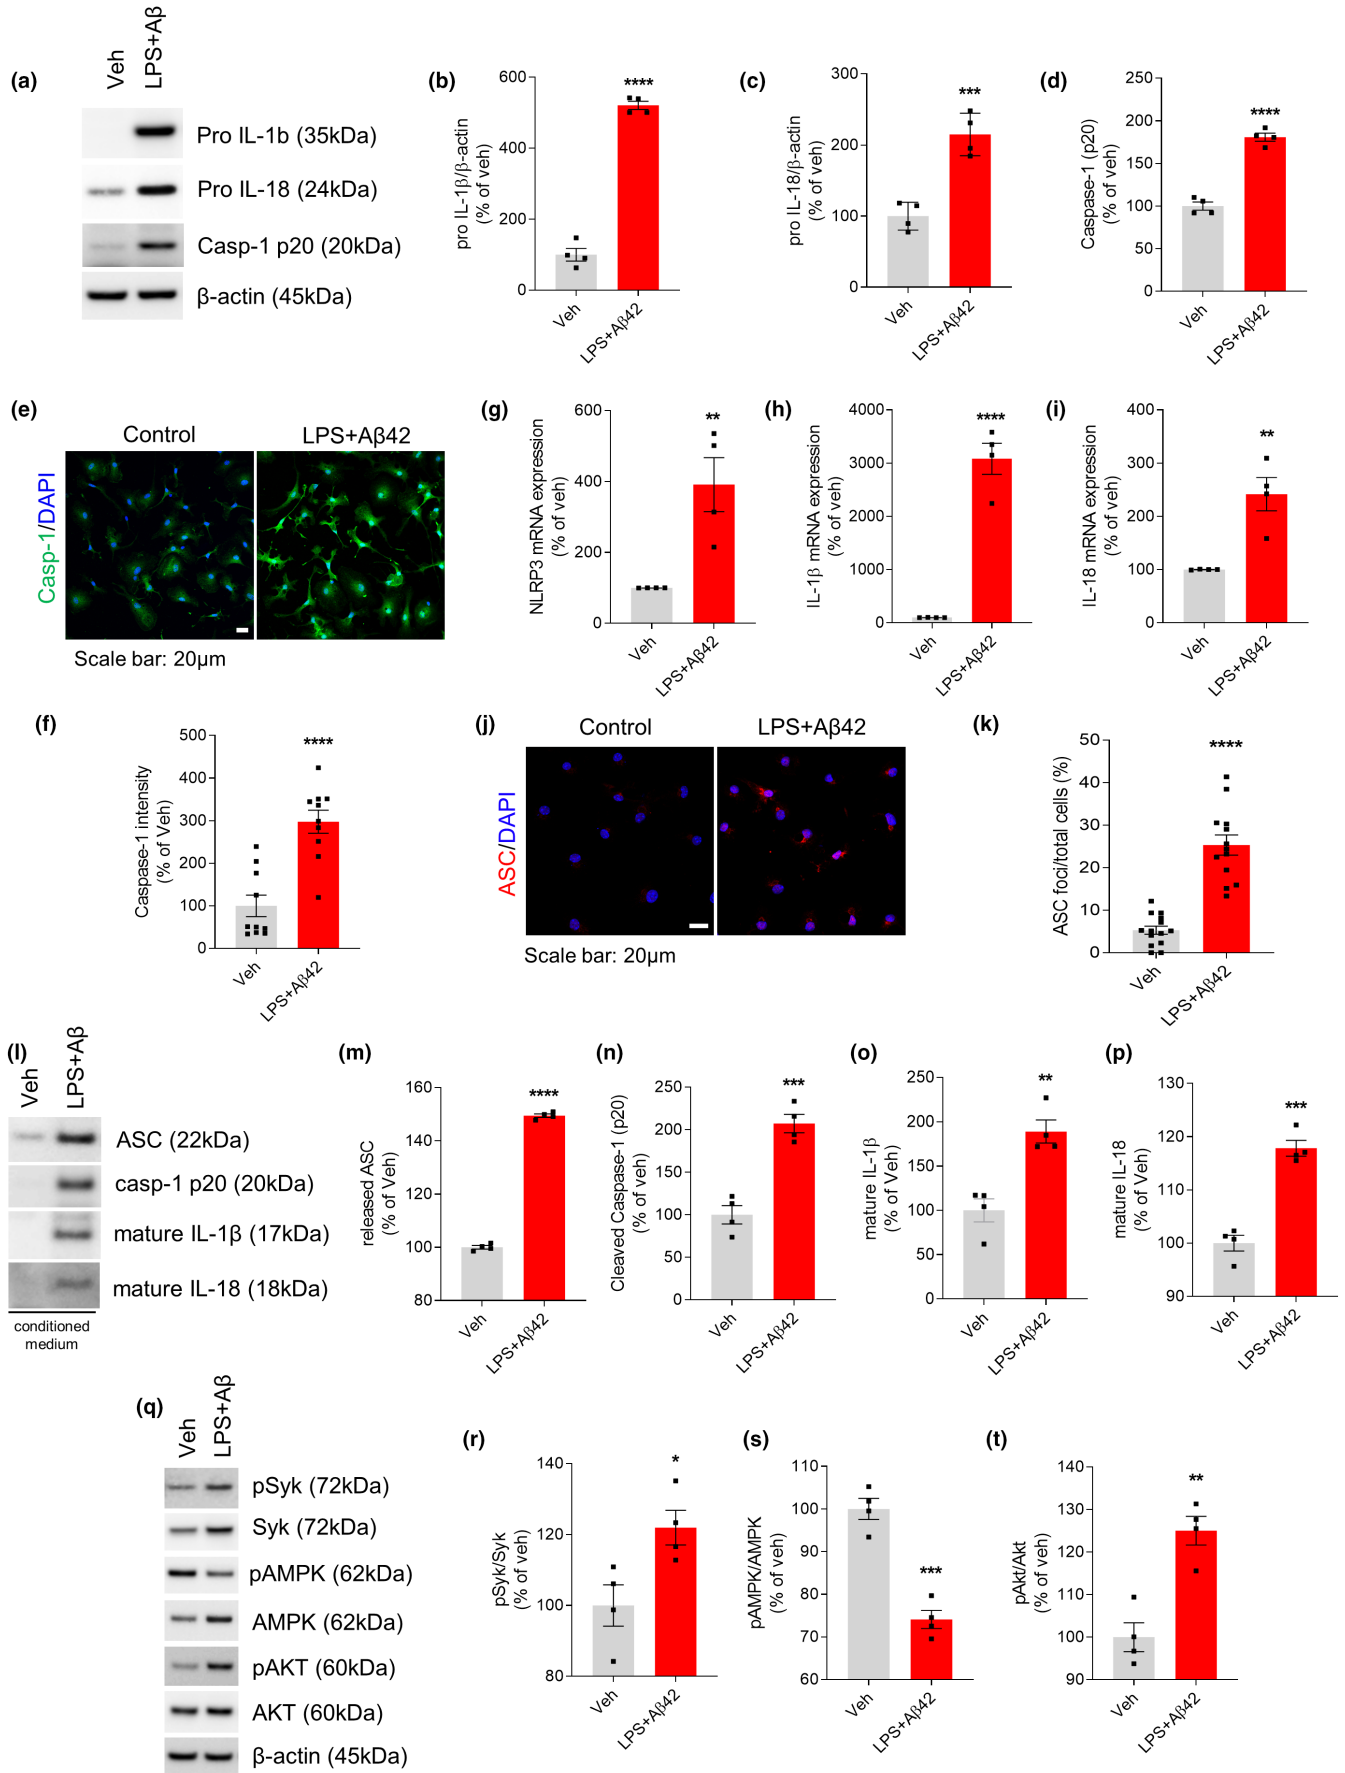 (a)
Veh
LPS+Aβ
Pro IL-1b (35kDa)
Pro IL-18 (24kDa)
Casp-1 p20 (20kDa)
β-actin (45kDa)
(b)
pro IL-1β/β-actin
(% of veh)
600
400
200
0
****
Veh
LPS+Aβ42
(c)
pro IL-18/β-actin
(% of veh)
300
200
100
0
***
Veh
LPS+Aβ42
(d)
Caspase-1 (p20)
(% of veh)
250
200
150
100
50
0
****
Veh
LPS+Aβ42
(e)
Control
LPS+Aβ42
Casp-1/DAPI
Scale bar: 20μm
(g)
NLRP3 mRNA expression
(% of veh)
600
400
200
0
**
Veh
LPS+Aβ42
(h)
IL-1β mRNA expression
(% of veh)
4000
3000
2000
1000
0
****
Veh
LPS+Aβ42
(i)
IL-18 mRNA expression
(% of veh)
400
300
200
100
0
**
Veh
LPS+Aβ42
(f)
Caspase-1 intensity
(% of Veh)
500
400
300
200
100
0
****
Veh
LPS+Aβ42
(j)
Control
LPS+Aβ42
ASC/DAPI
Scale bar: 20μm
(k)
ASC foci/total cells (%)
50
40
30
20
10
0
****
Veh
LPS+Aβ42
(l)
Veh
LPS+Aβ
ASC (22kDa)
casp-1 p20 (20kDa)
mature IL-1β (17kDa)
mature IL-18 (18kDa)
conditioned
medium
(m)
released ASC
(% of Veh)
160
140
120
100
80
****
Veh
LPS+Aβ42
(n)
Cleaved Caspase-1 (p20)
(% of veh)
250
200
150
100
50
0
***
Veh
LPS+Aβ42
(o)
mature IL-1β
(% of Veh)
250
200
150
100
50
0
**
Veh
LPS+Aβ42
(p)
mature IL-18
(% of Veh)
130
120
110
100
90
***
Veh
LPS+Aβ42
(q)
Veh
LPS+Aβ
pSyk (72kDa)
Syk (72kDa)
pAMPK (62kDa)
AMPK (62kDa)
pAKT (60kDa)
AKT (60kDa)
β-actin (45kDa)
(r)
pSyk/Syk
(% of veh)
140
120
100
80
*
Veh
LPS+Aβ42
(s)
pAMPK/AMPK
(% of veh)
110
100
90
80
70
60
***
Veh
LPS+Aβ42
(t)
pAkt/Akt
(% of veh)
140
130
120
110
100
90
**
Veh
LPS+Aβ42